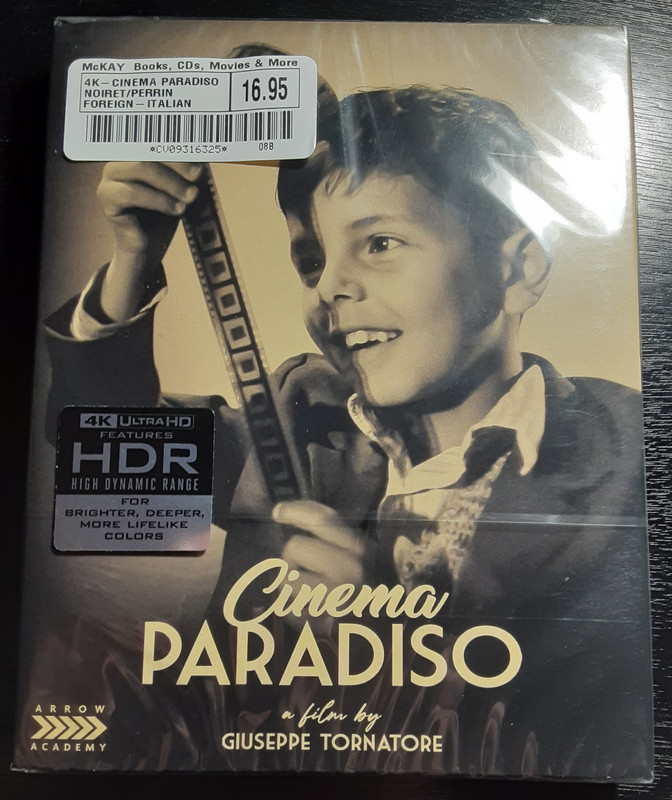 McKAY Books, CDs, Movies & More
4K—CINEMA PARADISO
NOIRET/PERRIN
FOREIGN—ITALIAN
16.95
*CV09316325*
08B
4K ULTRA HD
FEATURES
HDR
HIGH DYNAMIC RANGE
FOR
BRIGHTER, DEEPER,
MORE LIFELIKE
COLORS
Cinema
PARADISO
a film by
GIUSEPPE TORNATORE
ARROW
ACADEMY